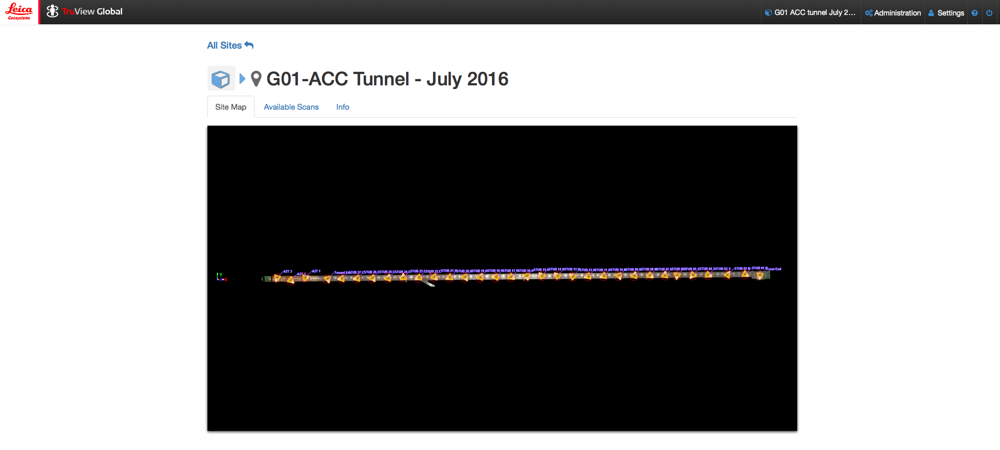 Leica
Geosystems
TruView Global
G01 ACC tunnel July 2...
Administration
Settings
All Sites
G01-ACC Tunnel - July 2016
Site Map
Available Scans
Info
Y
X
A2T 3
A2T 2
A2T 1
Tunnel End
STUB 27
STUB 26
STUB 25
STUB 24
STUB 23
STUB 22
STUB 21
STUB 20
STUB 19
STUB 18
STUB 17
STUB 16
STUB 15
STUB 14
STUB 13
STUB 12
STUB 11
STUB 10
STUB 09
STUB 08
STUB 07
STUB 06
STUB 05
STUB 04
STUB 03 S
STUB 02 N
STUB 01 N
Front End